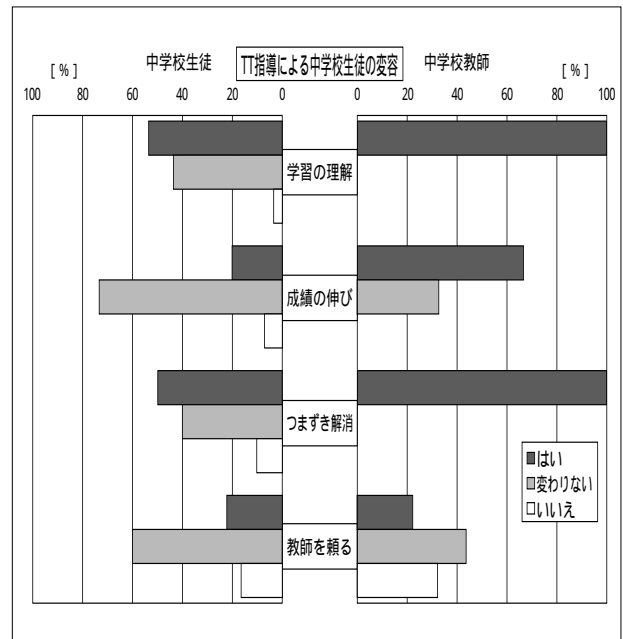 中学校生徒 TT指導による中学校生徒の変容 中学校教師
[ % ] [ % ]
100 80 60 40 20 0 0 20 40 60 80 100
学習の理解
成績の伸び
つまずき解消
教師を頼る
はい
変わりない
いいえ